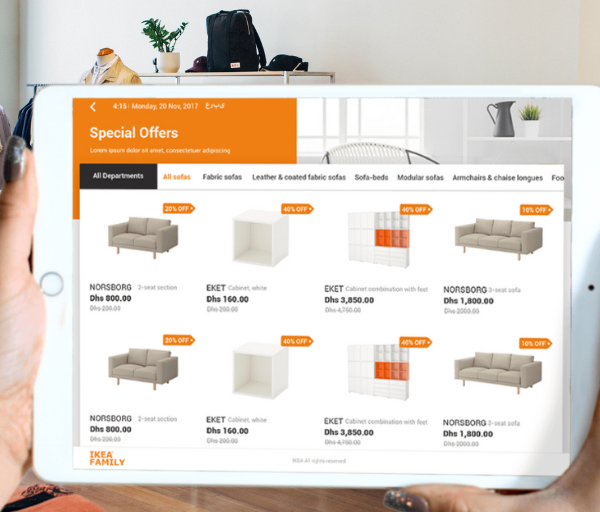 4:15 | Monday, 20 Nov, 2017 عربي
Special Offers
Lorem ipsum dolor sit amet, consectetuer adipiscing
All Departments All sofas Fabric sofas Leather & coated fabric sofas Sofa-beds Modular sofas Armchairs & chaise longues Foo
20% OFF 40% OFF 40% OFF 10% OFF
NORSBORG 2-seat section EKET Cabinet, white EKET Cabinet combination with feet NORSBORG 3-seat sofa
Dhs 800.00 Dhs 160.00 Dhs 3,850.00 Dhs 1,800.00
Dhs 200.00 Dhs 200.00 Dhs 4,750.00 Dhs 2000.00
20% OFF 40% OFF 40% OFF 10% OFF
NORSBORG 2-seat section EKET Cabinet, white EKET Cabinet combination with feet NORSBORG 3-seat sofa
Dhs 800.00 Dhs 160.00 Dhs 3,850.00 Dhs 1,800.00
Dhs 200.00 Dhs 200.00 Dhs 4,750.00 Dhs 2000.00
IKEA
FAMILY
IKEA All rights reserved